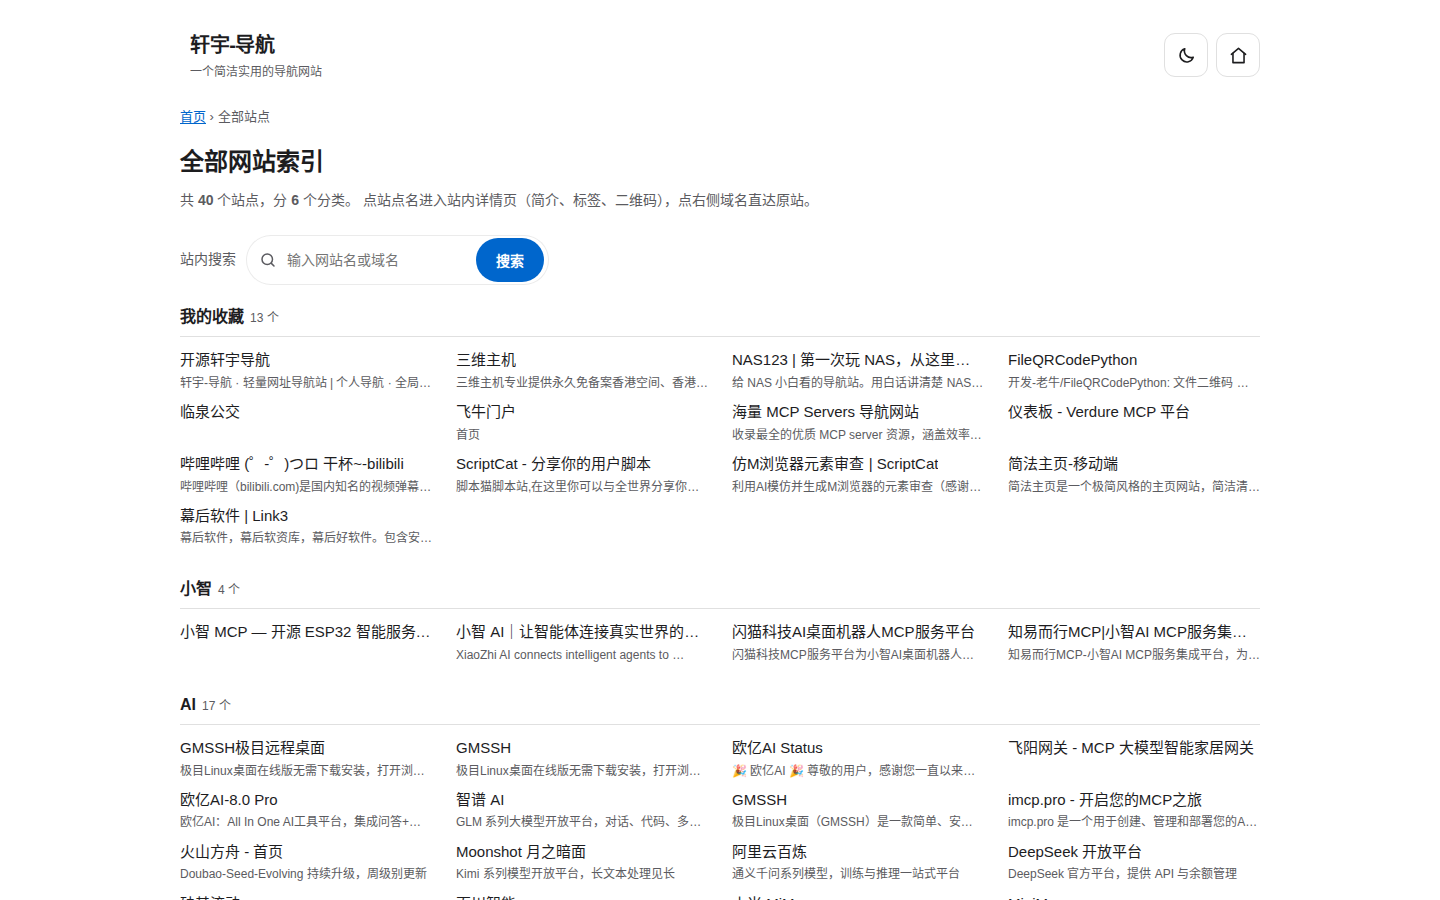 轩宇-导航
一个简洁实用的导航网站
首页 › 全部站点
全部网站索引
共 40 个站点，分 6 个分类。 点站点名进入站内详情页（简介、标签、二维码），点右侧域名直达原站。
站内搜索 输入网站名或域名 搜索
我的收藏 13 个
开源轩宇导航 三维主机 NAS123 | 第一次玩 NAS，从这里… FileQRCodePython
轩宇-导航 · 轻量网址导航站 | 个人导航 · 全局… 三维主机专业提供永久免备案香港空间、香港… 给 NAS 小白看的导航站。用白话讲清楚 NAS… 开发-老牛/FileQRCodePython: 文件二维码 …
临泉公交 飞牛门户 海量 MCP Servers 导航网站 仪表板 - Verdure MCP 平台
首页 收录最全的优质 MCP server 资源，涵盖效率…
哔哩哔哩 (゜-゜)つロ 干杯~-bilibili ScriptCat - 分享你的用户脚本 仿M浏览器元素审查 | ScriptCat 简法主页-移动端
哔哩哔哩（bilibili.com)是国内知名的视频弹幕… 脚本猫脚本站,在这里你可以与全世界分享你… 利用AI模仿并生成M浏览器的元素审查（感谢… 简法主页是一个极简风格的主页网站，简洁清…
幕后软件 | Link3
幕后软件，幕后软资库，幕后好软件。包含安…
小智 4 个
小智 MCP — 开源 ESP32 智能服务… 小智 AI｜让智能体连接真实世界的… 闪猫科技AI桌面机器人MCP服务平台 知易而行MCP|小智AI MCP服务集…
XiaoZhi AI connects intelligent agents to … 闪猫科技MCP服务平台为小智AI桌面机器人… 知易而行MCP-小智AI MCP服务集成平台，为…
AI 17 个
GMSSH极目远程桌面 GMSSH 欧亿AI Status 飞阳网关 - MCP 大模型智能家居网关
极目Linux桌面在线版无需下载安装，打开浏… 极目Linux桌面在线版无需下载安装，打开浏… 🎉 欧亿AI 🎉 尊敬的用户，感谢您一直以来…
欧亿AI-8.0 Pro 智谱 AI GMSSH imcp.pro - 开启您的MCP之旅
欧亿AI：All In One AI工具平台，集成问答+… GLM 系列大模型开放平台，对话、代码、多… 极目Linux桌面（GMSSH）是一款简单、安… imcp.pro 是一个用于创建、管理和部署您的A…
火山方舟 - 首页 Moonshot 月之暗面 阿里云百炼 DeepSeek 开放平台
Doubao-Seed-Evolving 持续升级，周级别更新 Kimi 系列模型开放平台，长文本处理见长 通义千问系列模型，训练与推理一站式平台 DeepSeek 官方平台，提供 API 与余额管理